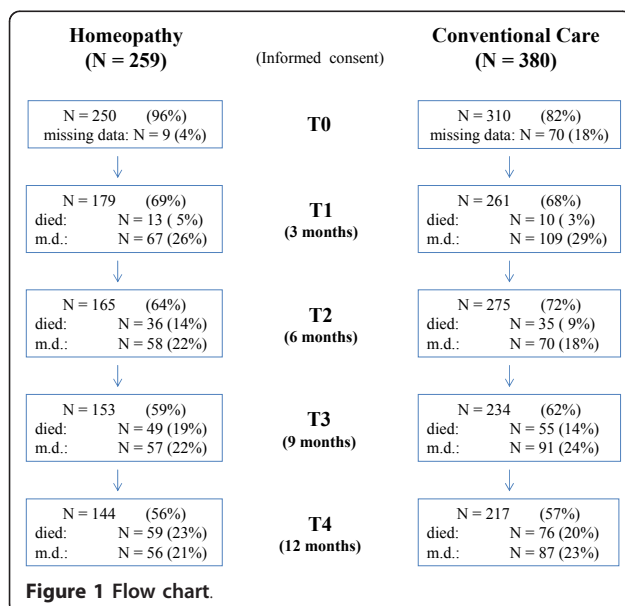 Homeopathy
(N = 259)
(Informed consent)
Conventional Care
(N = 380)
N = 250 (96%)
missing data: N = 9 (4%)
T0
N = 310 (82%)
missing data: N = 70 (18%)
N = 179 (69%)
died: N = 13 ( 5%)
m.d.: N = 67 (26%)
T1
(3 months)
N = 261 (68%)
died: N = 10 ( 3%)
m.d.: N = 109 (29%)
N = 165 (64%)
died: N = 36 (14%)
m.d.: N = 58 (22%)
T2
(6 months)
N = 275 (72%)
died: N = 35 ( 9%)
m.d.: N = 70 (18%)
N = 153 (59%)
died: N = 49 (19%)
m.d.: N = 57 (22%)
T3
(9 months)
N = 234 (62%)
died: N = 55 (14%)
m.d.: N = 91 (24%)
N = 144 (56%)
died: N = 59 (23%)
m.d.: N = 56 (21%)
T4
(12 months)
N = 217 (57%)
died: N = 76 (20%)
m.d.: N = 87 (23%)
Figure 1 Flow chart.